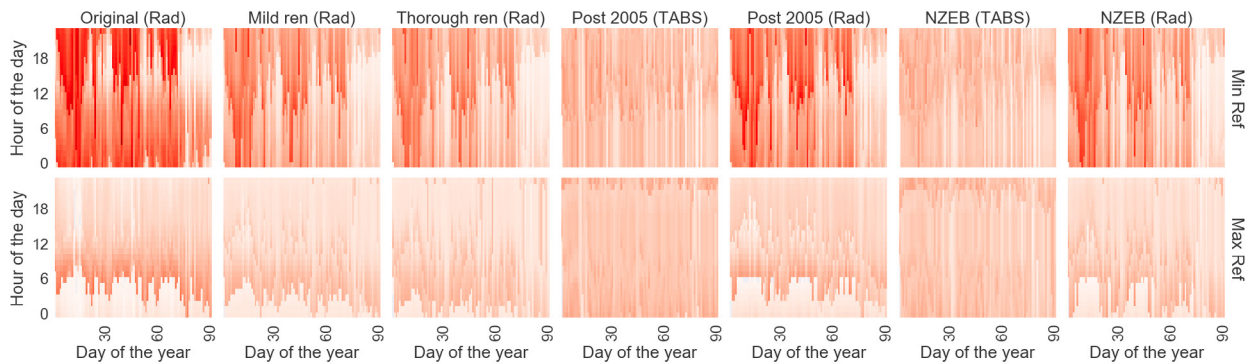 Original (Rad) Mild ren (Rad) Thorough ren (Rad) Post 2005 (TABS) Post 2005 (Rad) NZEB (TABS) NZEB (Rad)
Hour of the day
18
12
6
0
Min Ref
Hour of the day
18
12
6
0
Max Ref
30 60 90 30 60 90 30 60 90 30 60 90 30 60 90 30 60 90 30 60 90
Day of the year Day of the year Day of the year Day of the year Day of the year Day of the year Day of the year